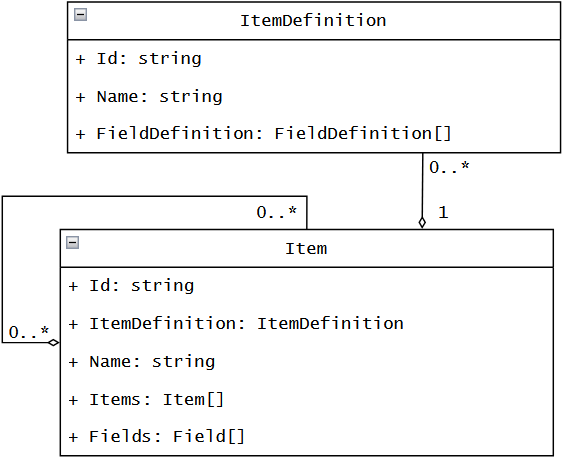 ItemDefinition
+ Id: string
+ Name: string
+ FieldDefinition: FieldDefinition[]
0..*
0..* 1
Item
+ Id: string
+ ItemDefinition: ItemDefinition
0..*
+ Name: string
+ Items: Item[]
+ Fields: Field[]